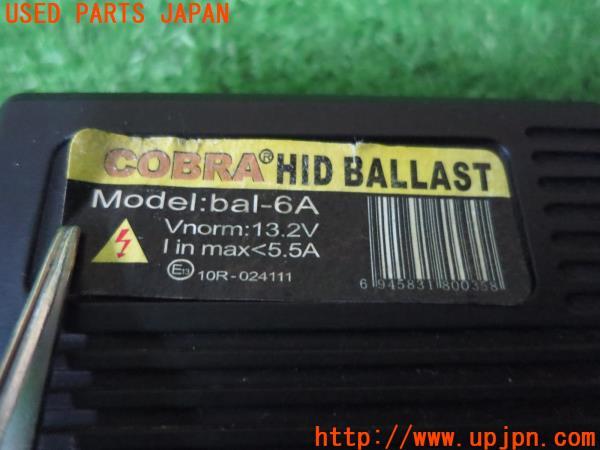 USED PARTS JAPAN
COBRA® HID BALLAST
Model:bal-6A
Vnorm:13.2V
I in max<5.5A
E13 10R-024111
6 945831 800358
http://www.upjpn.com